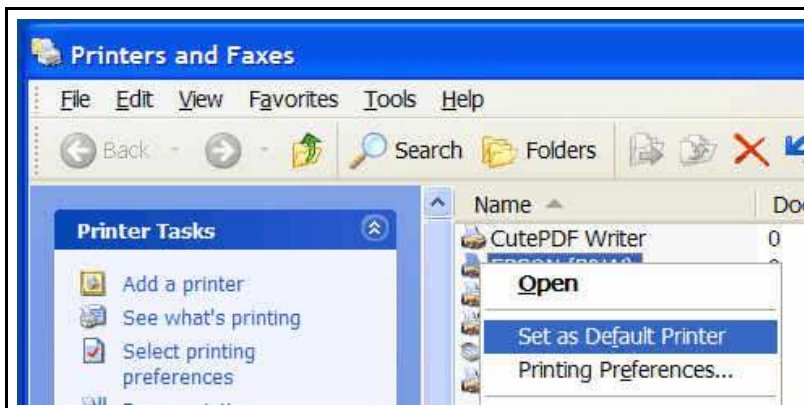 Printers and Faxes
File Edit View Favorites Tools Help
Back Search Folders
Name Do
Printer Tasks
CutePDF Writer 0
Add a printer
Open
See what's printing
Set as Default Printer
Select printing
preferences
Printing Preferences...